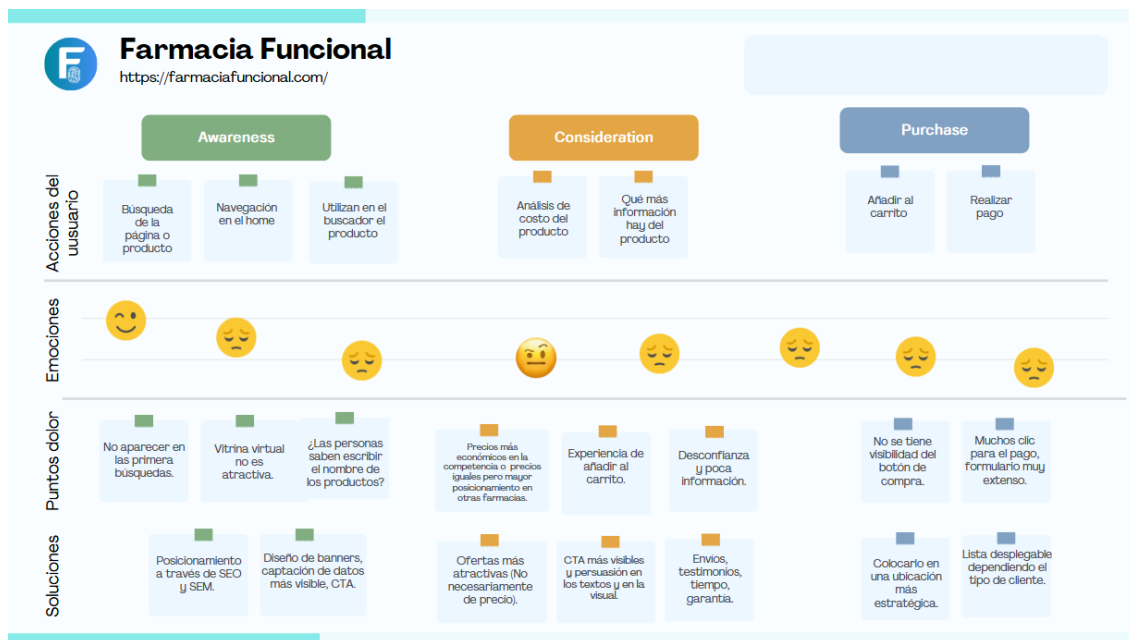 Farmacia Funcional
https://farmaciafuncional.com/
Awareness
Consideration
Purchase
Acciones del
uusuario
Búsqueda
de la
página o
producto
Navegación
en el home
Utilizan en el
buscador el
producto
Análisis de
costo del
producto
Qué más
información
hay del
producto
Añadir al
carrito
Realizar
pago
Emociones
Puntos dolor
No aparecer en
las primera
búsquedas.
Vitrina virtual
no es
atractiva.
¿Las personas
saben escribir
el nombre de
los productos?
Precios más
económicos en la
competencia o precios
iguales pero mayor
posicionamiento en
otras farmacias.
Experiencia de
añadir al
carrito.
Desconfianza
y poca
información.
No se tiene
visibilidad del
botón de
compra.
Muchos clic
para el pago,
formulario muy
extenso.
Soluciones
Posicionamiento
a través de SEO
y SEM.
Diseño de banners,
captación de datos
más visible, CTA.
Ofertas más
atractivas (No
necesariamente
de precio).
CTA más visibles
y persuasión en
los textos y en la
visual.
Envios,
testimonios,
tiempo,
garantía.
Colocarlo en
una ubicación
más
estratégica.
Lista desplegable
dependiendo el
tipo de cliente.